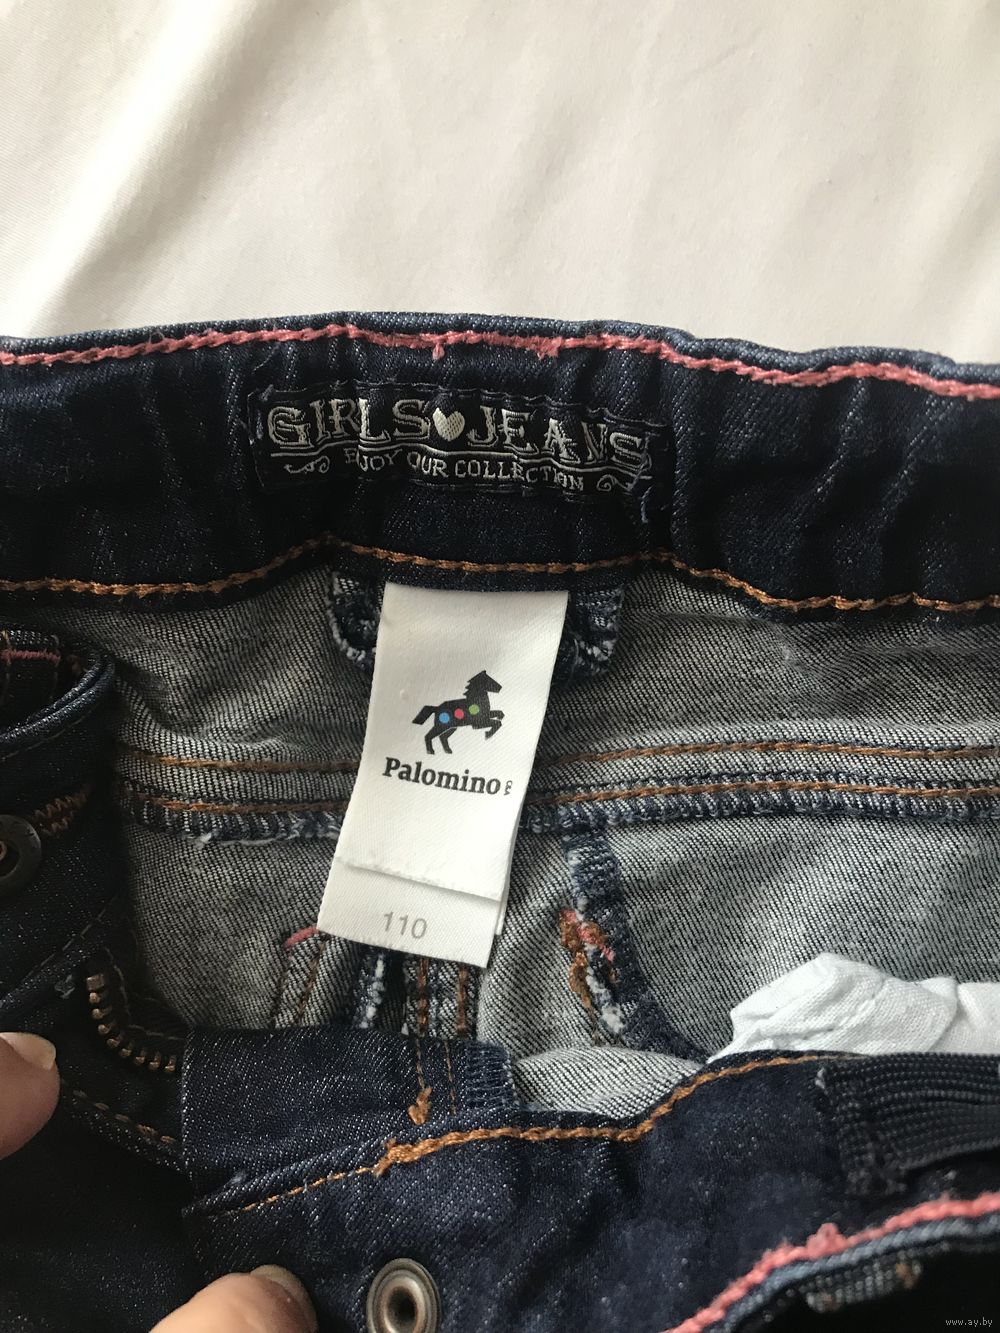 GIRLS JEANS
ENJOY OUR COLLECTION
Palomino
110
www.ay.by